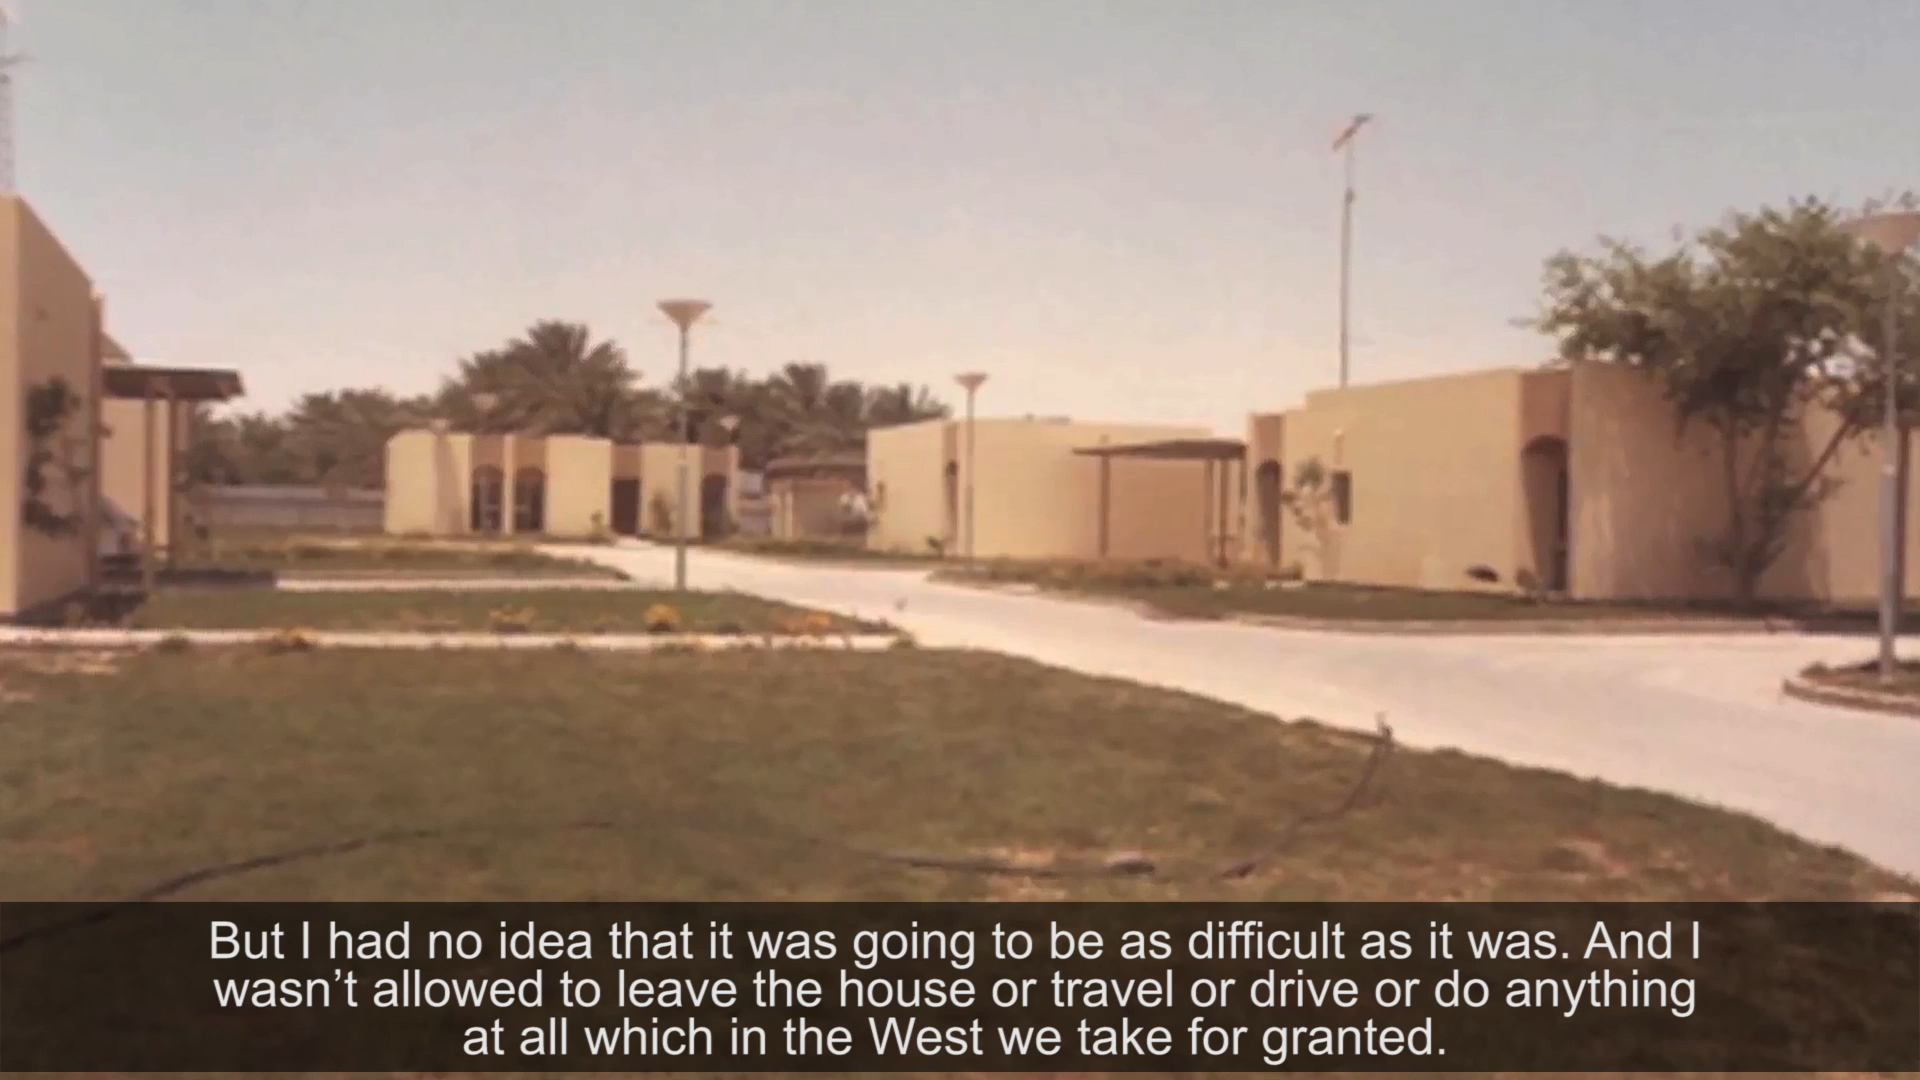 But I had no idea that it was going to be as difficult as it was. And I
wasn’t allowed to leave the house or travel or drive or do anything
at all which in the West we take for granted.